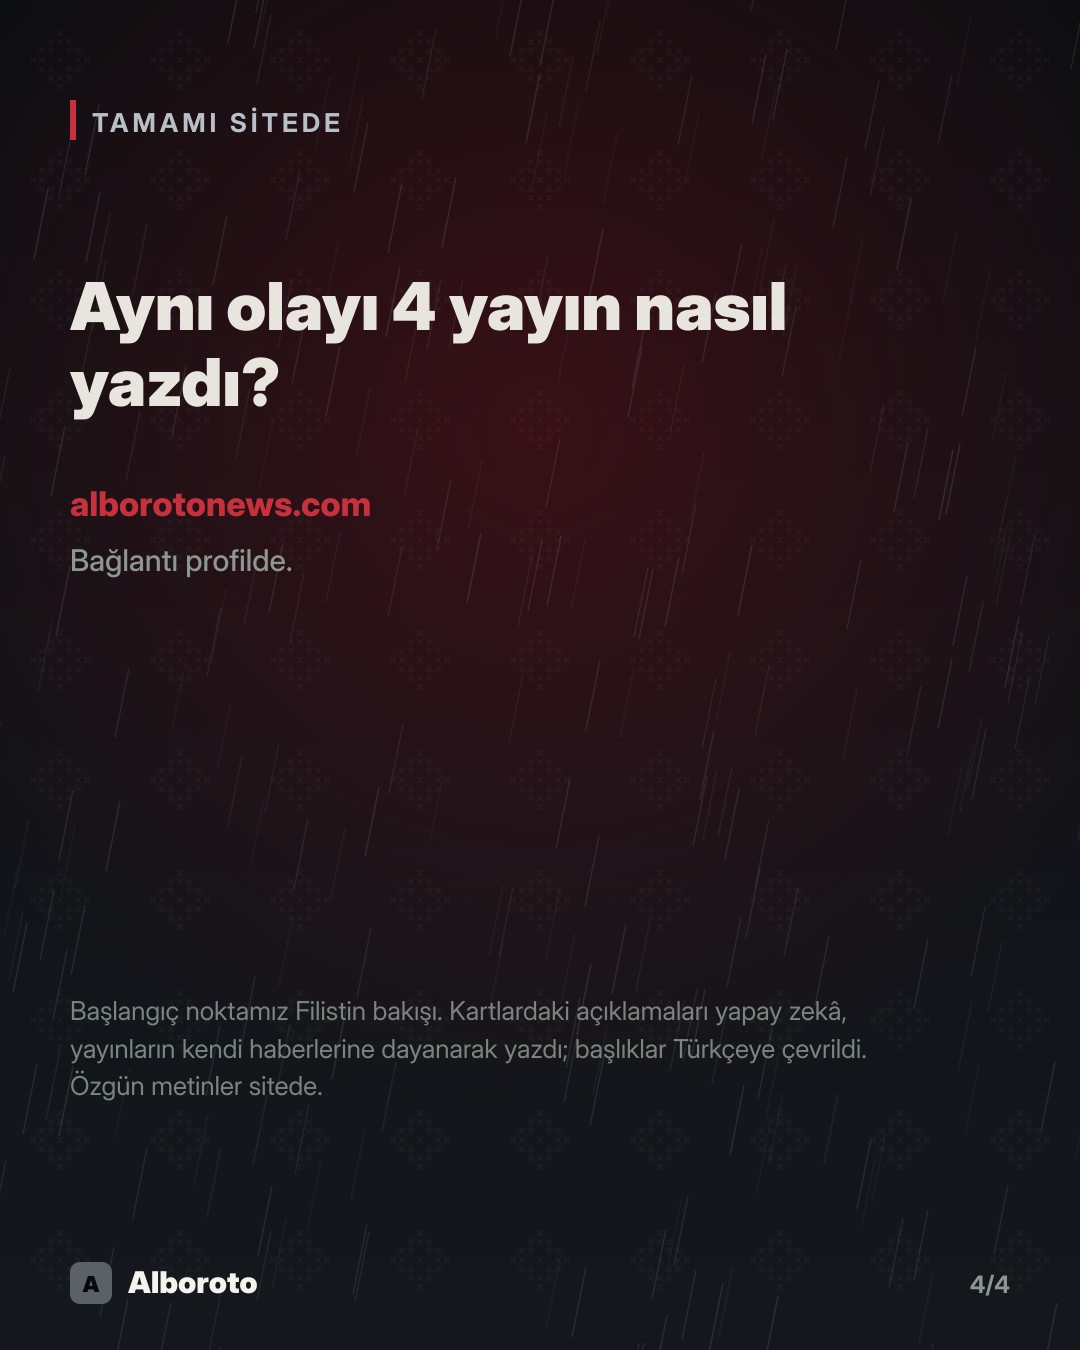 TAMAMI SİTEDE
Aynı olayı 4 yayın nasıl
yazdı?
alborotonews.com
Bağlantı profilde.
Başlangıç noktamız Filistin bakışı. Kartlardaki açıklamaları yapay zekâ,
yayınların kendi haberlerine dayanarak yazdı; başlıklar Türkçeye çevrildi.
Özgün metinler sitede.
A Alboroto
4/4